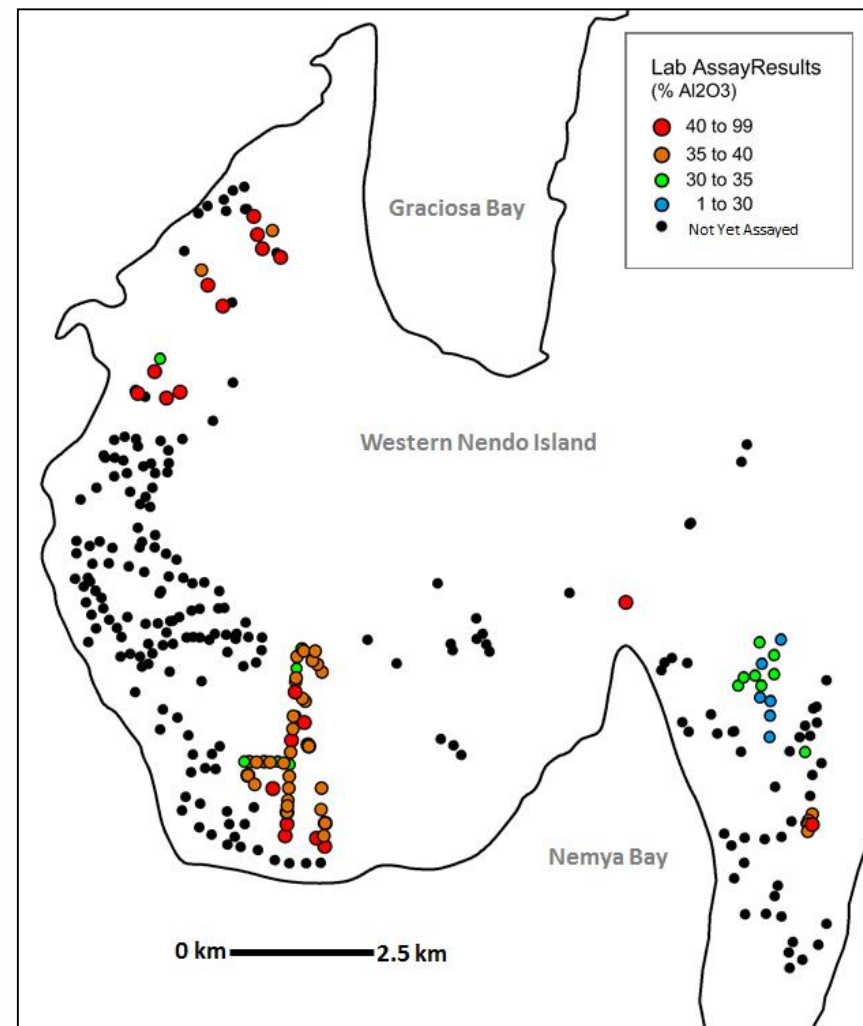 Lab AssayResults
(% Al2O3)
40 to 99
35 to 40
30 to 35
1 to 30
Not Yet Assayed
Graciosa Bay
Western Nendo Island
Nemya Bay
0 km 2.5 km